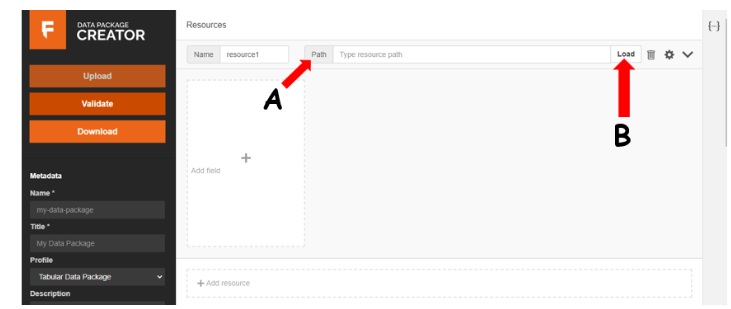 F
DATA PACKAGE
CREATOR
Upload
Validate
Download
Metadata
Name *
my-data-package
Title *
My Data Package
Profile
Tabular Data Package
Description
Resources
{···}
Name resource1 Path Type resource path Load
A
B
+
Add field
+ Add resource